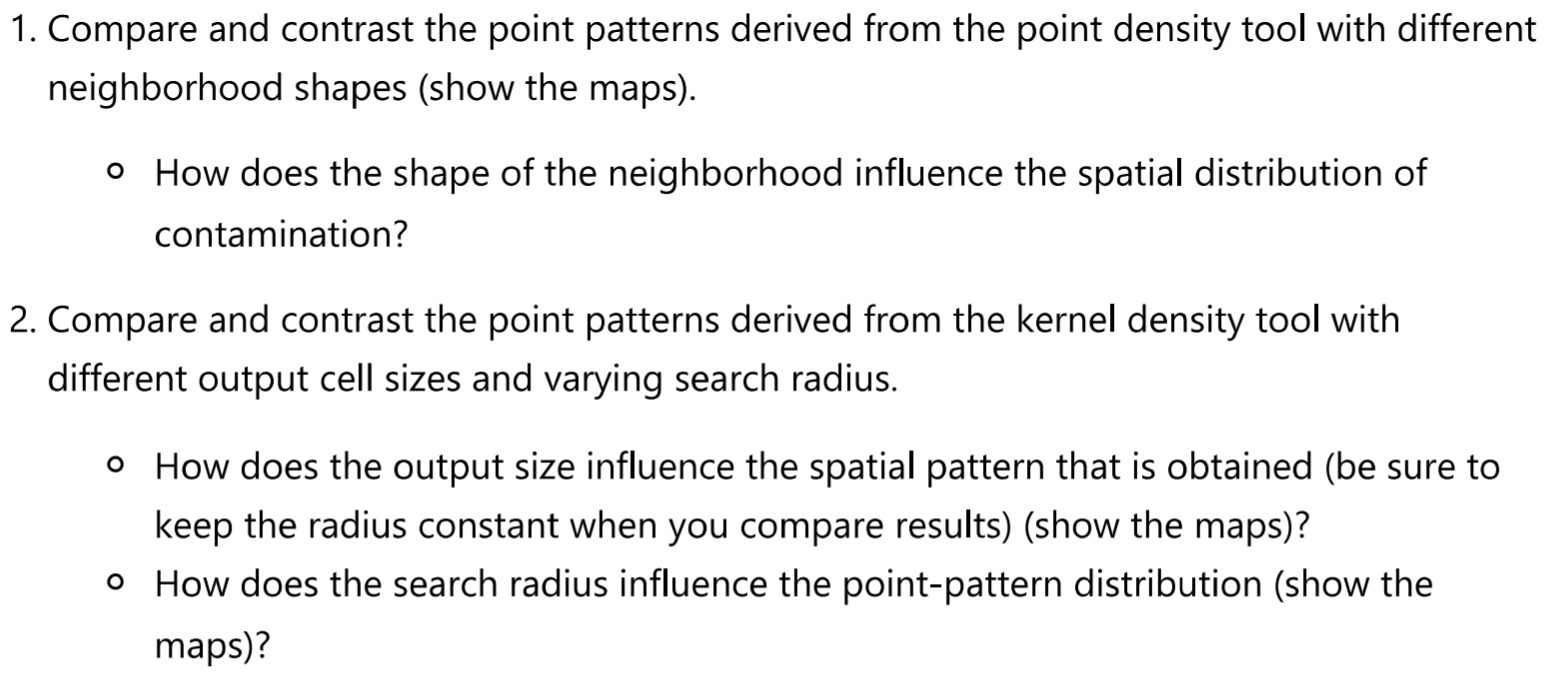 1. Compare and contrast the point patterns derived from the point density tool with different
neighborhood shapes (show the maps).
○ How does the shape of the neighborhood influence the spatial distribution of
contamination?
2. Compare and contrast the point patterns derived from the kernel density tool with
different output cell sizes and varying search radius.
○ How does the output size influence the spatial pattern that is obtained (be sure to
keep the radius constant when you compare results) (show the maps)?
○ How does the search radius influence the point-pattern distribution (show the
maps)?